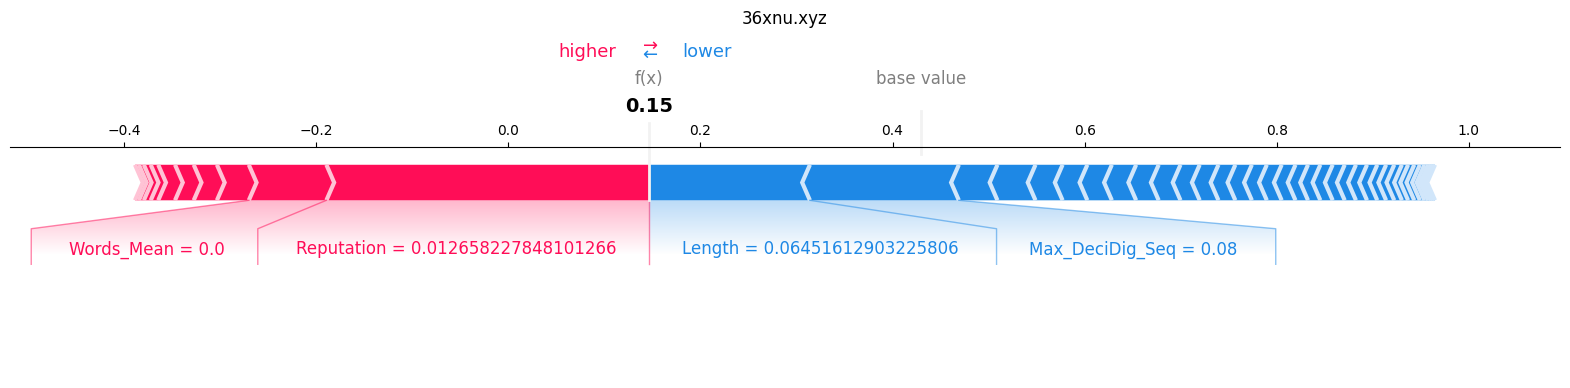 36xnu.xyz
higher → ← lower
f(x) base value
0.15
−0.4 −0.2 0.0 0.2 0.4 0.6 0.8 1.0
Words_Mean = 0.0 Reputation = 0.012658227848101266 Length = 0.06451612903225806 Max_DeciDig_Seq = 0.08